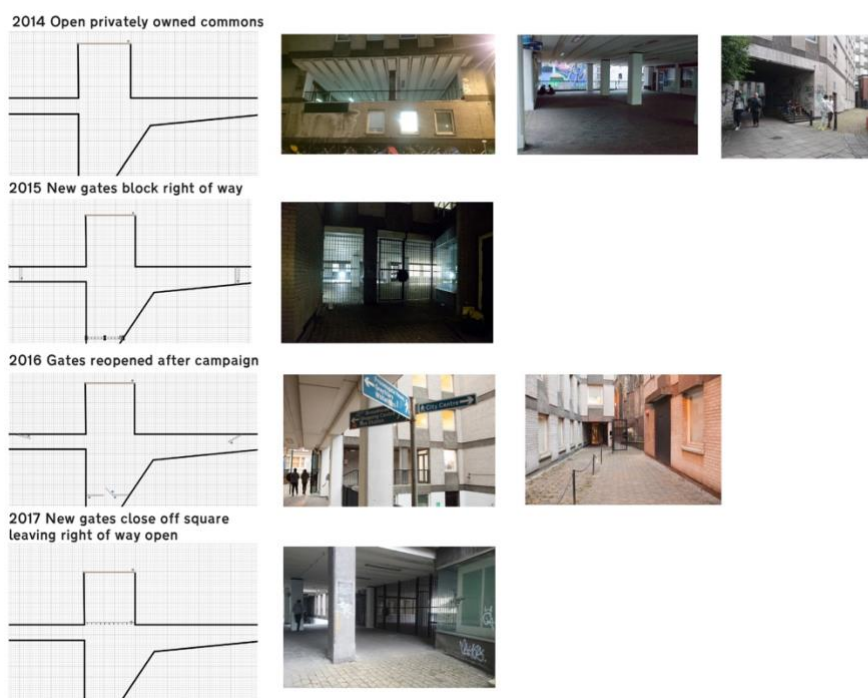 2014 Open privately owned commons
2015 New gates block right of way
2016 Gates reopened after campaign
City Centre
2017 New gates close off square
leaving right of way open